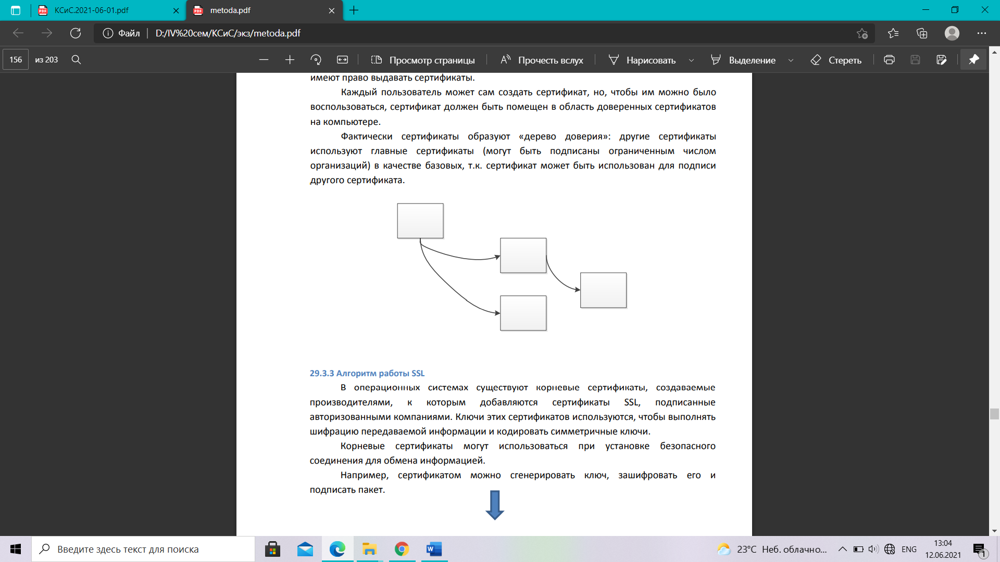 КСиС.2021-06-01.pdf
metoda.pdf
Файл
D:/IV%20сем/КСиС/экз/metoda.pdf
156 из 203
Просмотр страницы
Прочесть вслух
Нарисовать
Выделение
Стереть
имеют право выдавать сертификаты.
Каждый пользователь может сам создать сертификат, но, чтобы им можно было
воспользоваться, сертификат должен быть помещен в область доверенных сертификатов
на компьютере.
Фактически сертификаты образуют «дерево доверия»: другие сертификаты
используют главные сертификаты (могут быть подписаны ограниченным числом
организаций) в качестве базовых, т.к. сертификат может быть использован для подписи
другого сертификата.
29.3.3 Алгоритм работы SSL
В операционных системах существуют корневые сертификаты, создаваемые
производителями, к которым добавляются сертификаты SSL, подписанные
авторизованными компаниями. Ключи этих сертификатов используются, чтобы выполнять
шифрацию передаваемой информации и кодировать симметричные ключи.
Корневые сертификаты могут использоваться при установке безопасного
соединения для обмена информацией.
Например, сертификатом можно сгенерировать ключ, зашифровать его и
подписать пакет.
Введите здесь текст для поиска
23°C Неб. облачно...
ENG
13:04
12.06.2021
1